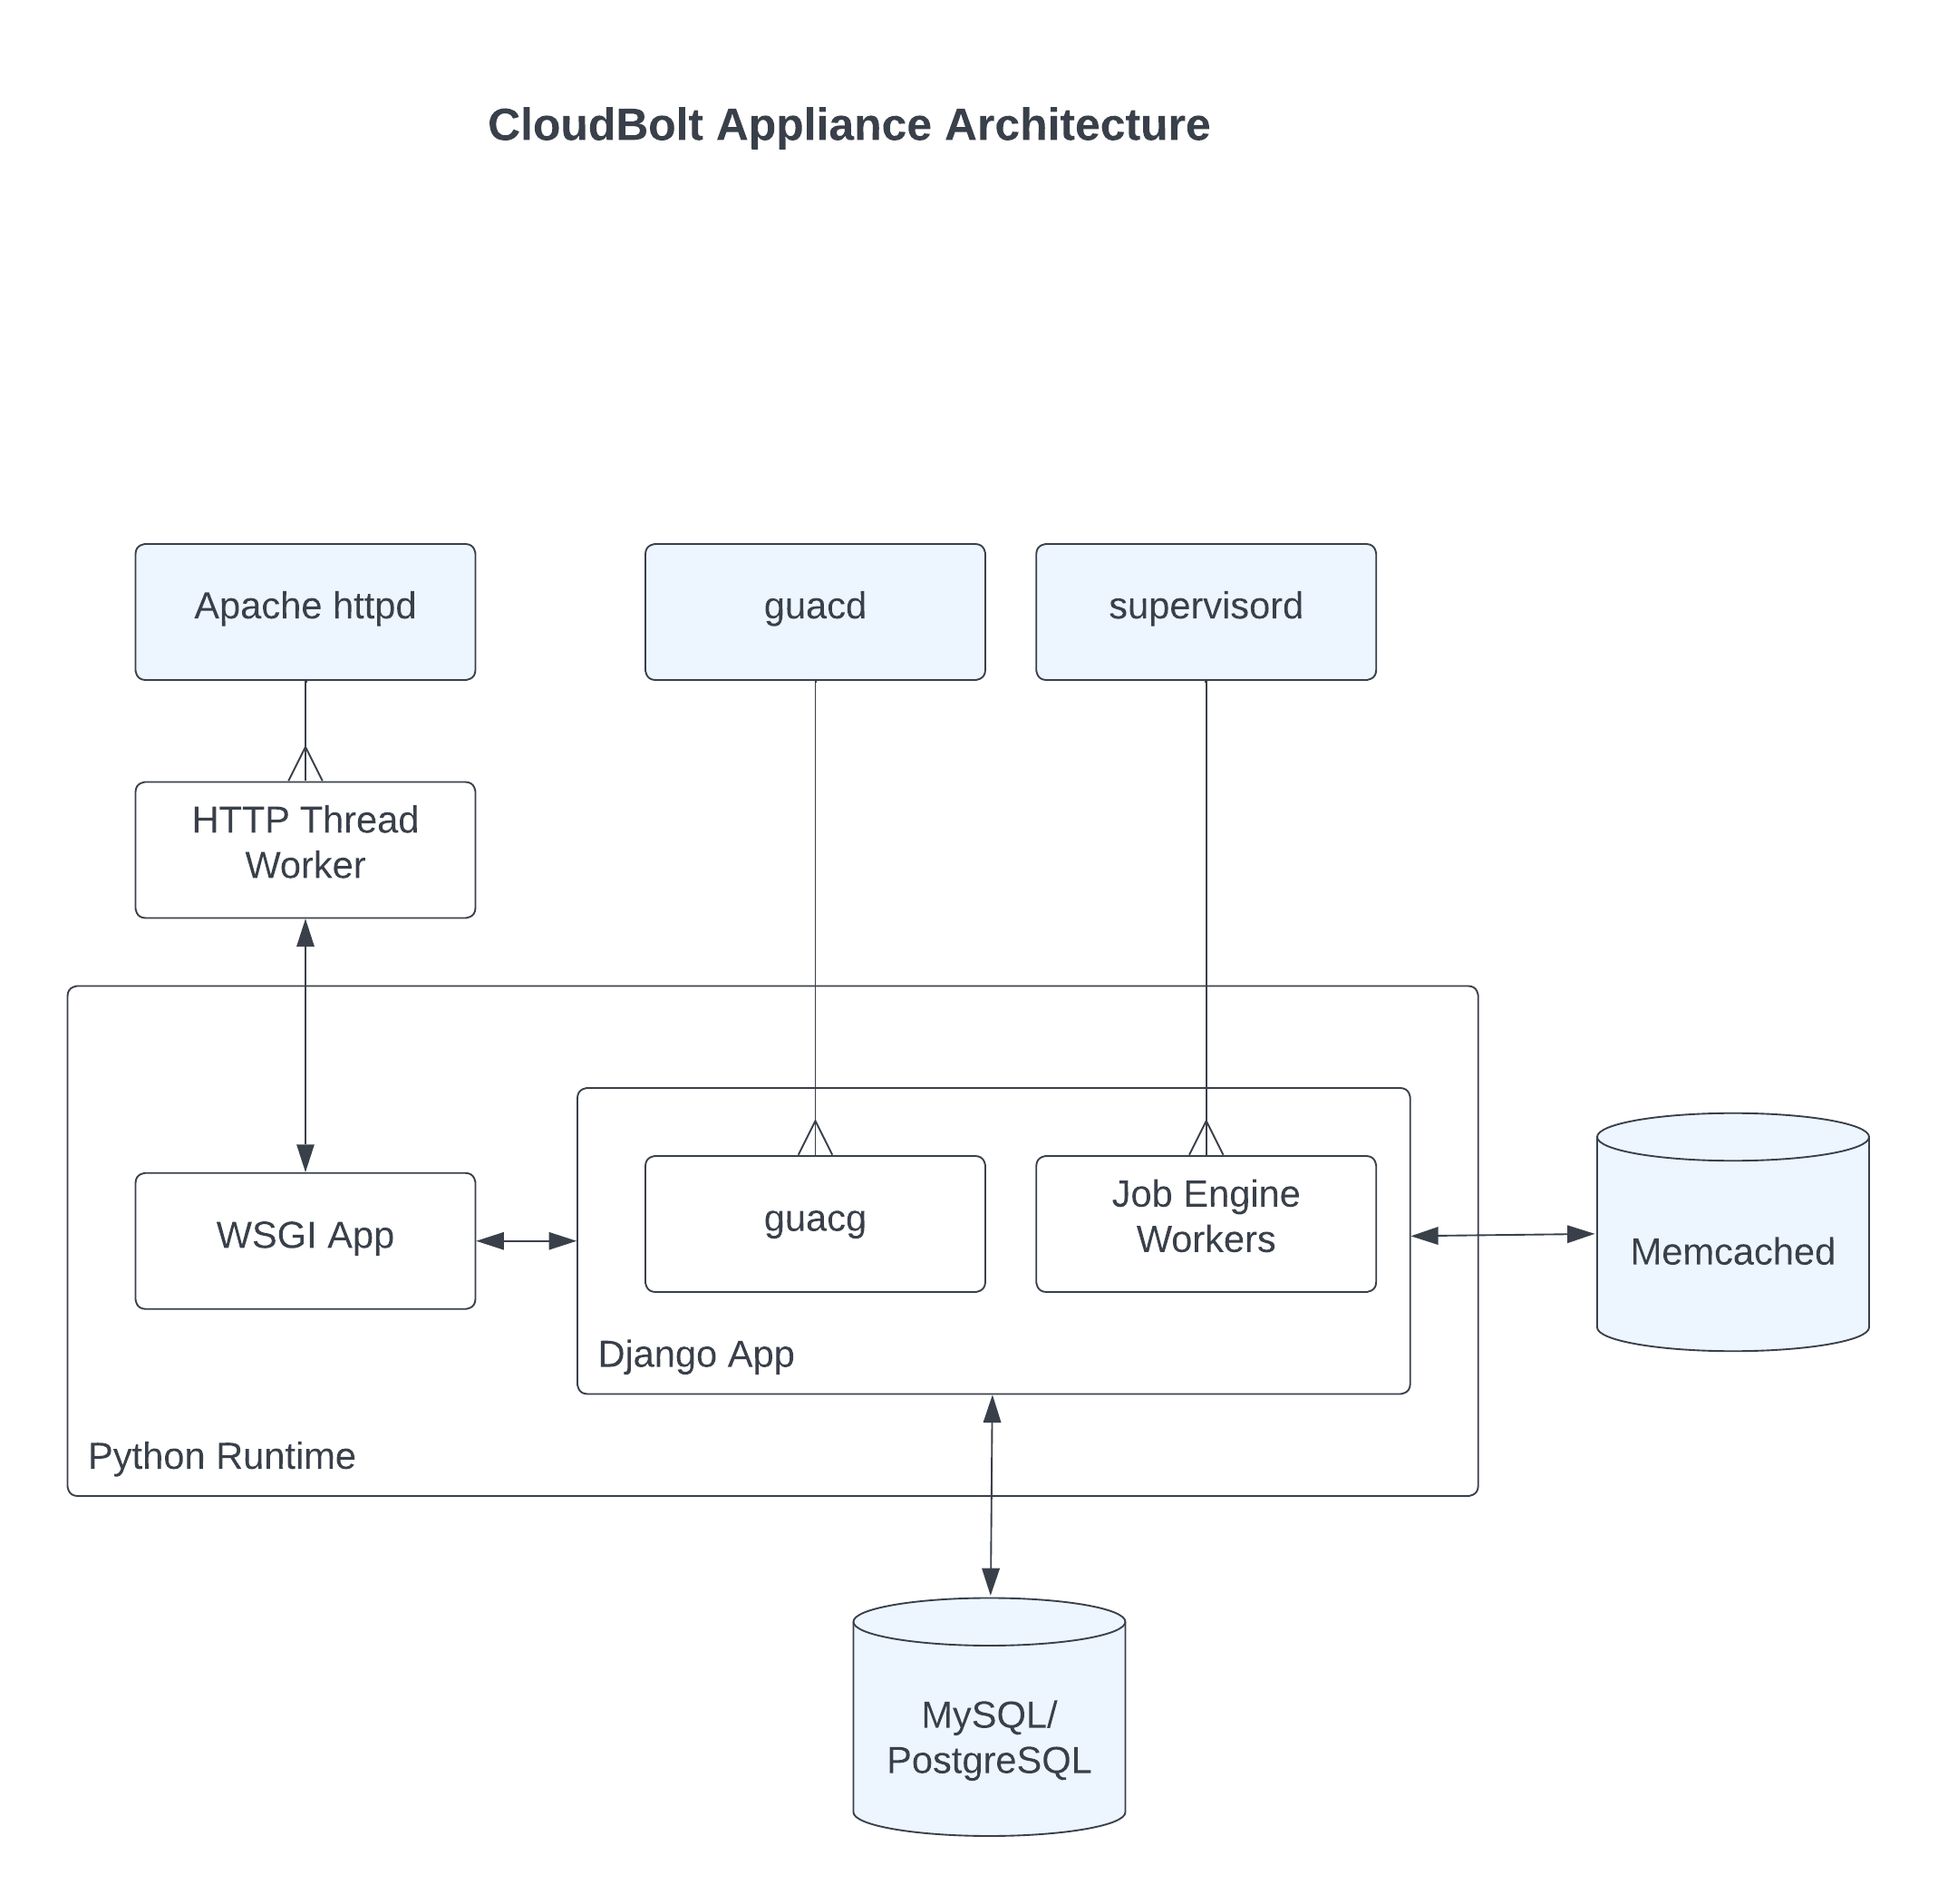 CloudBolt Appliance Architecture
Apache httpd
guacd
supervisord
HTTP Thread
Worker
WSGI App
guacg
Job Engine
Workers
Django App
Python Runtime
Memcached
MySQL/
PostgreSQL